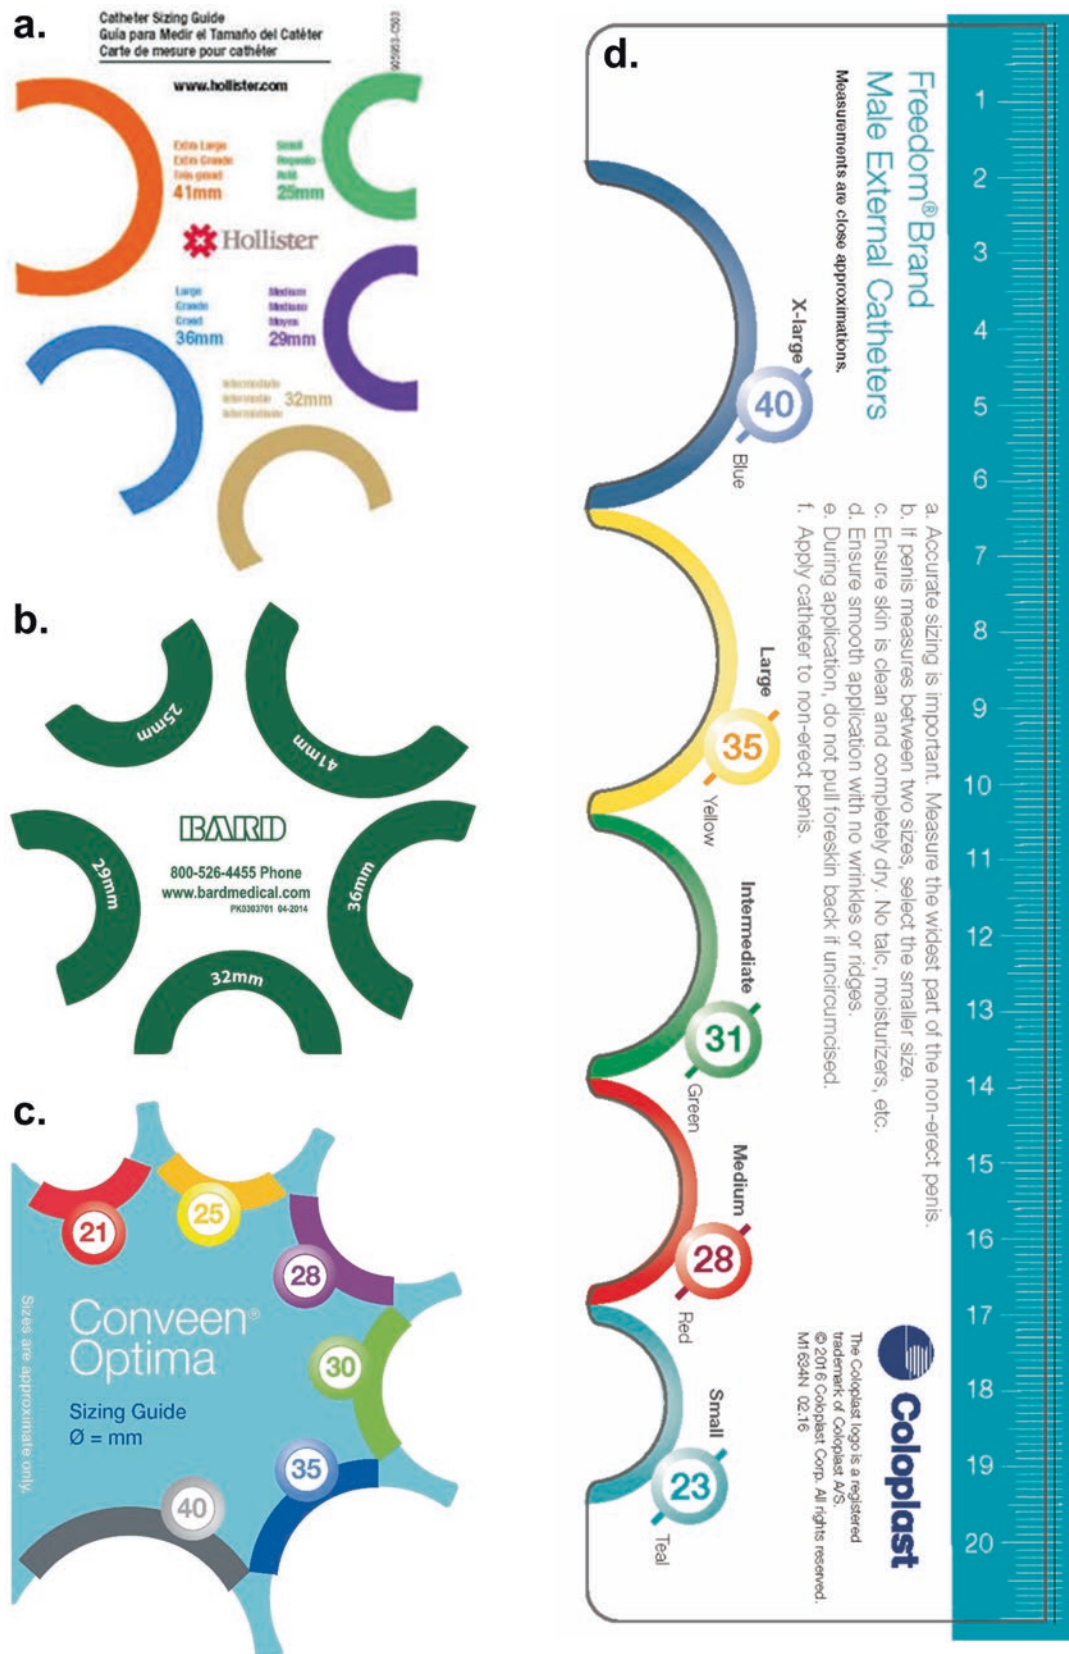 a.
Catheter Sizing Guide
Guía para Medir el Tamaño del Catéter
Carte de mesure pour cathéter
www.hollister.com
Extra Large
Extra Grande
Très grand
41mm
Small
Pequeño
Petit
25mm
Hollister
Large
Grande
Grand
36mm
Medium
Mediano
Moyen
29mm
Intermediate
Intermedio
32mm
b.
25mm
41mm
BARD
800-526-4455 Phone
www.bardmedical.com
PK0303701 04-2014
29mm
36mm
32mm
c.
21
25
28
30
35
40
Conveen®
Optima
Sizing Guide
Ø = mm
Sizes are approximate only.
d.
Freedom® Brand
Male External Catheters
Measurements are close approximations.
X-large
40
Blue
Large
35
Yellow
Intermediate
31
Green
Medium
28
Red
Small
23
Teal
a. Accurate sizing is important. Measure the widest part of the non-erect penis.
b. If penis measures between two sizes, select the smaller size.
c. Ensure skin is clean and completely dry. No talc, moisturizers, etc.
d. Ensure smooth application with no wrinkles or ridges.
e. During application, do not pull foreskin back if uncircumcised.
f. Apply catheter to non-erect penis.
Coloplast
The Coloplast logo is a registered
trademark of Coloplast A/S.
© 2016 Coloplast Corp. All rights reserved.
M1634N 02.16
1
2
3
4
5
6
7
8
9
10
11
12
13
14
15
16
17
18
19
20